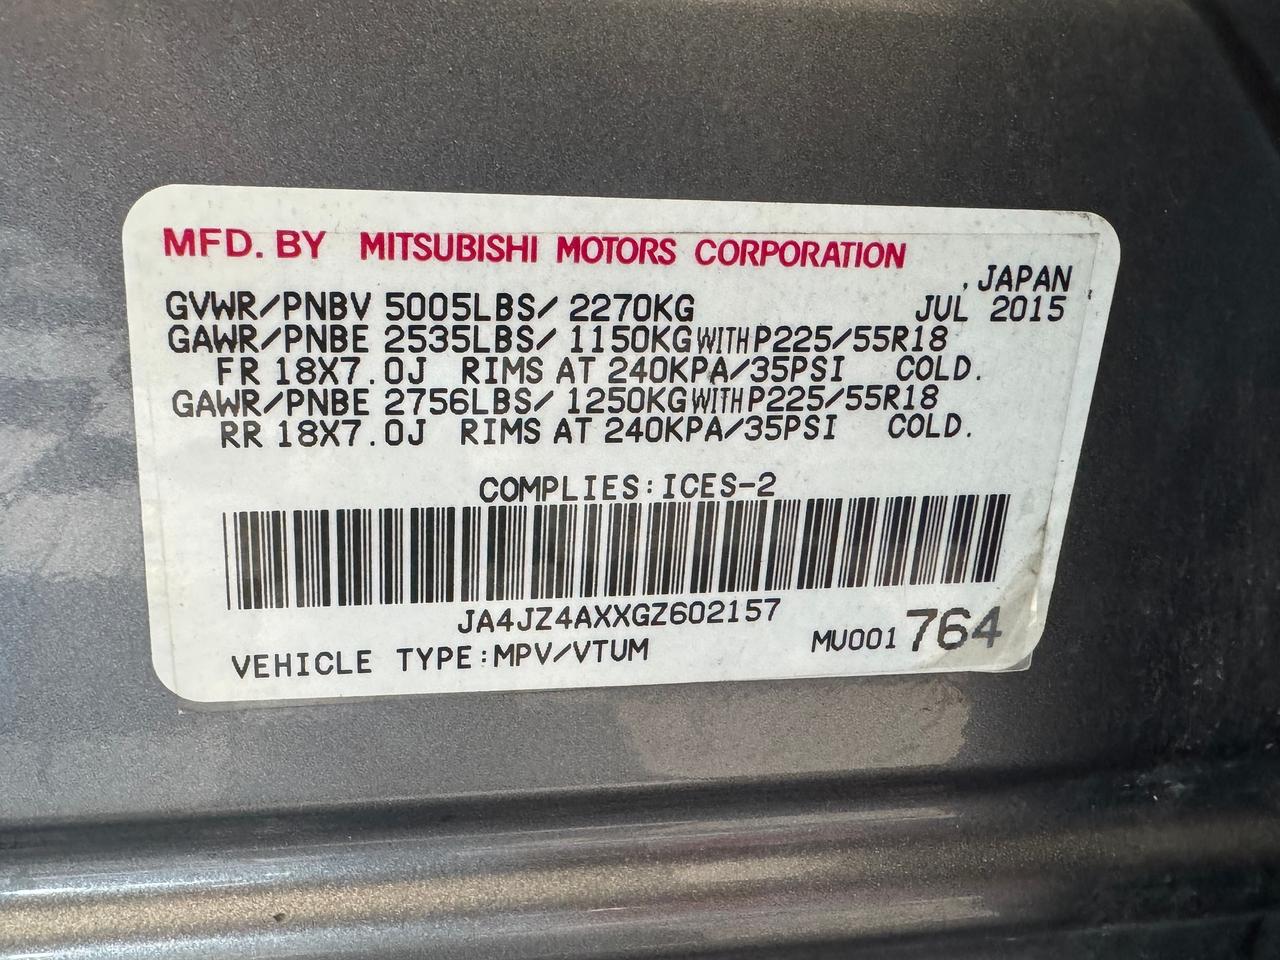 MFD. BY MITSUBISHI MOTORS CORPORATION
JAPAN
GVWR/PNBV 5005LBS/ 2270KG JUL 2015
GAWR/PNBE 2535LBS/ 1150KG WITH P225/55R18
FR 18X7.0J RIMS AT 240KPA/35PSI COLD.
GAWR/PNBE 2756LBS/ 1250KG WITH P225/55R18
RR 18X7.0J RIMS AT 240KPA/35PSI COLD.
COMPLIES:ICES-2
JA4JZ4AXXGZ602157
VEHICLE TYPE:MPV/VTUM MU001 764